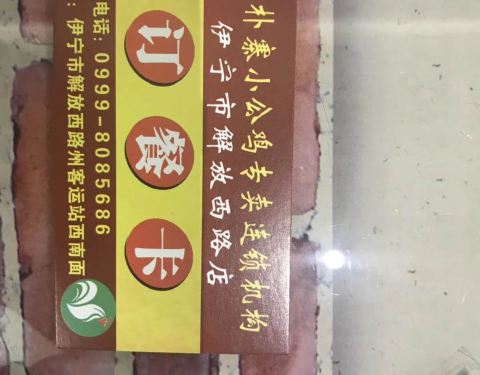 朴寨小公鸡专卖连锁机构
伊宁市解放西路店
订餐卡
电话：0999-8085686
：伊宁市解放西路州客运站西南面